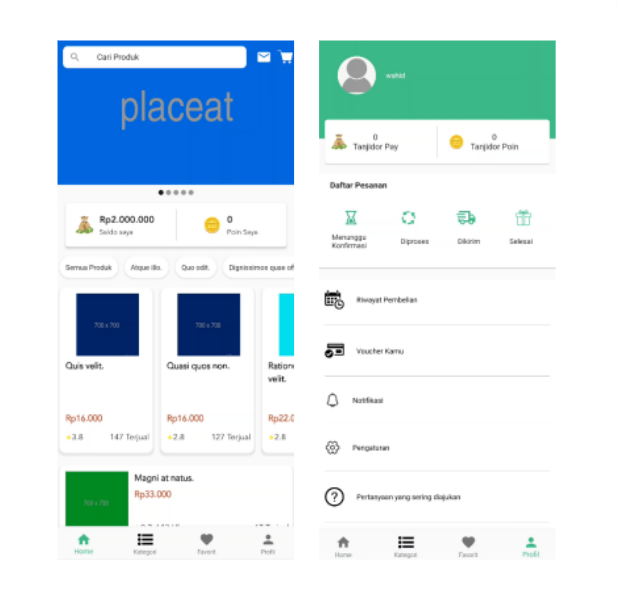 Cari Produk
placeat
Rp2.000.000
Saldo saya
0
Poin Saya
Semua Produk
Atque illo.
Quo odit.
Dignissimos quae
700 x 700
700 x 700
Quis velit.
Quasi quos non.
velit.
Rp16.000
Rp16.000
3.8
147 Terjual
2.8
127 Terjual
2.8
Magni at natus.
Rp33.000
700 x 700
Home
Kategori
Favorit
Profil
wahid
0
Tanjidor Pay
0
Tanjidor Poin
Daftar Pesanan
Menunggu
Konfirmasi
Diproses
Dikirim
Selesai
Riwayat Pembelian
Voucher Kamu
Notifikasi
Pengaturan
Pertanyaan yang sering diajukan
Home
Kategori
Favorit
Profil